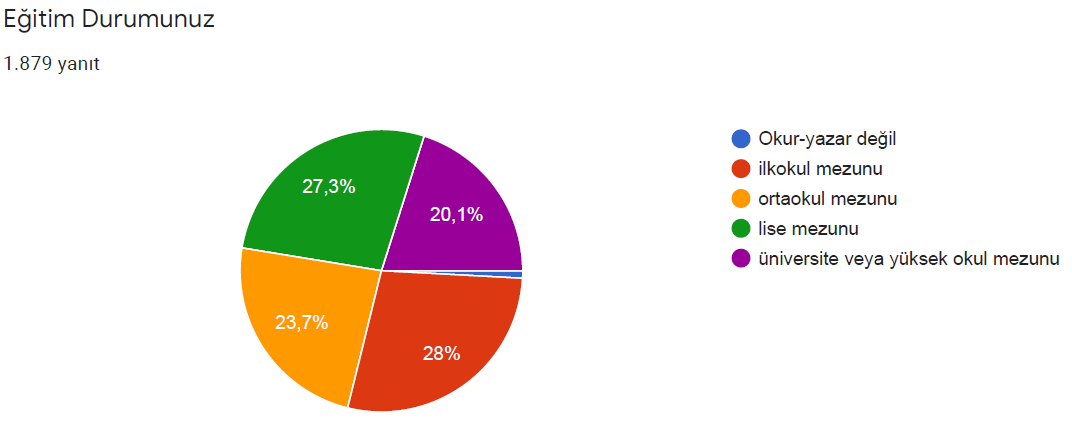 Eğitim Durumunuz
1.879 yanıt
27,3%
20,1%
23,7%
28%
Okur-yazar değil
ilkokul mezunu
ortaokul mezunu
lise mezunu
üniversite veya yüksek okul mezunu